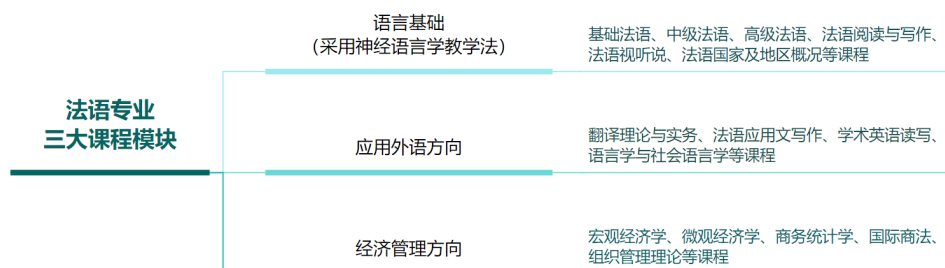 法语专业
三大课程模块
语言基础
（采用神经语言学教学法）
基础法语、中级法语、高级法语、法语阅读与写作、
法语视听说、法语国家及地区概况等课程
应用外语方向
翻译理论与实务、法语应用文写作、学术英语读写、
语言学与社会语言学等课程
经济管理方向
宏观经济学、微观经济学、商务统计学、国际商法、
组织管理理论等课程